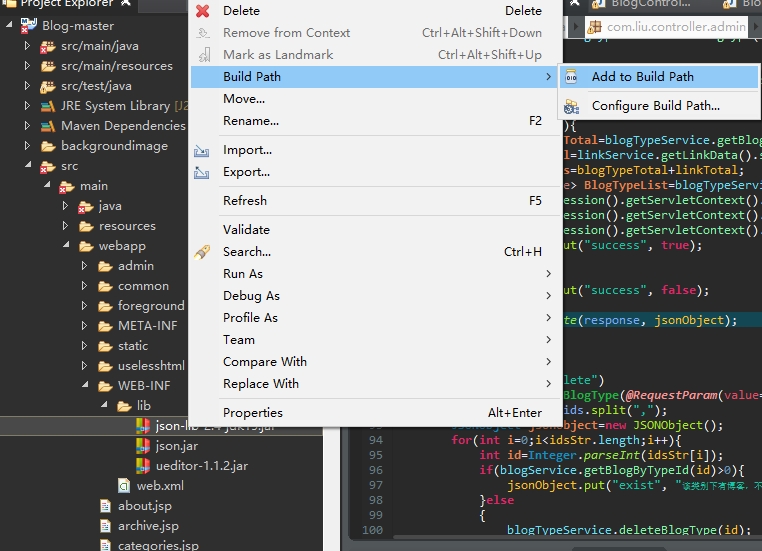 Project Explorer
Blog-master
src/main/java
src/main/resources
src/test/java
JRE System Library [J2
Maven Dependencies
backgroundimage
src
main
java
resources
webapp
admin
common
foreground
META-INF
static
uselesshtml
WEB-INF
lib
json-lib-2.4-jdk15.jar
json.jar
ueditor-1.1.2.jar
web.xml
about.jsp
archive.jsp
categories.jsp
Delete Delete
Remove from Context Ctrl+Alt+Shift+Down
Mark as Landmark Ctrl+Alt+Shift+Up
Build Path
Move...
Rename... F2
Import...
Export...
Refresh F5
Validate
Search... Ctrl+H
Run As
Debug As
Profile As
Team
Compare With
Replace With
Properties Alt+Enter
Add to Build Path
Configure Build Path...
BlogControl...
Blo
com.liu.controller.admin
){
Total=blogTypeService.getBlog
l=linkService.getLinkData().s
s=blogTypeTotal+linkTotal;
e> BlogTypeList=blogTypeServi
ession().getServletContext().
ession().getServletContext().
ession().getServletContext().
ut("success", true);
ut("success", false);
te(response, jsonObject);
lete")
BlogType(@RequestParam(value=
ids.split(",");
jsonObject=new JSONObject();
94 for(int i=0;i<idsStr.length;i++){
95 int id=Integer.parseInt(idsStr[i]);
96 if(blogService.getBlogByTypeId(id)>0){
97 jsonObject.put("exist", "该类别下有博客，不
98 }else
99 {
100 blogTypeService.deleteBlogType(id);